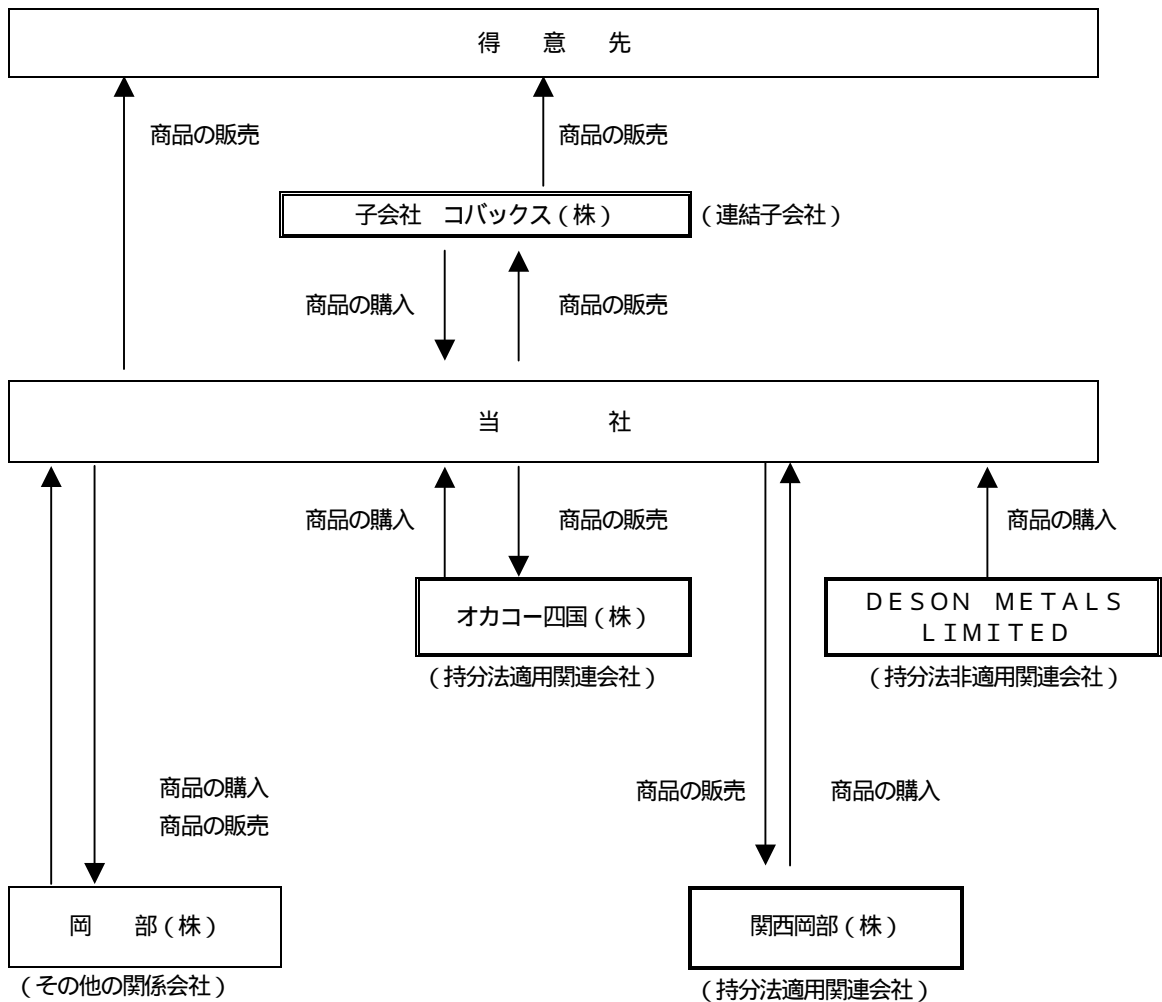 得　意　先
商品の販売
商品の販売
子会社　コバックス（株）
（連結子会社）
商品の購入
商品の販売
当　　　社
商品の購入
商品の販売
商品の購入
オカコー四国（株）
ＤＥＳＯＮ　ＭＥＴＡＬＳ
ＬＩＭＩＴＥＤ
（持分法適用関連会社）
（持分法非適用関連会社）
商品の購入
商品の販売
商品の販売
商品の購入
岡　　部（株）
関西岡部（株）
（その他の関係会社）
（持分法適用関連会社）